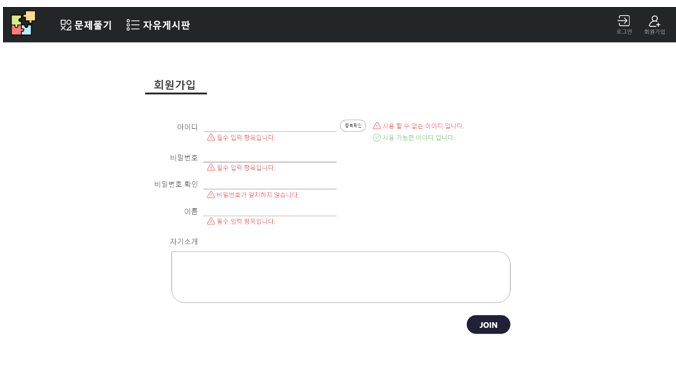 문제풀기 자유게시판 로그인 회원가입
회원가입
아이디 중복확인 사용 할 수 없는 아이디 입니다.
필수 입력 항목입니다. 사용 가능한 아이디 입니다.
비밀번호
필수 입력 항목입니다.
비밀번호 확인
비밀번호가 일치하지 않습니다.
이름
필수 입력 항목입니다.
자기소개
JOIN